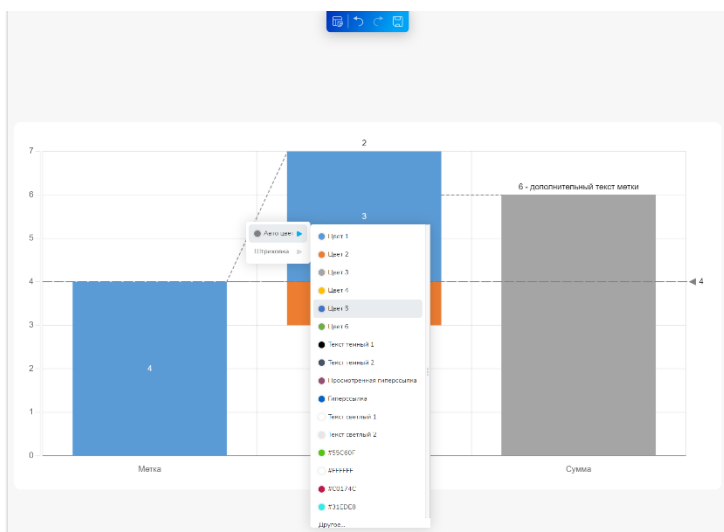 2
7
6
6 - дополнительный текст метки
3
Авто цвет
Цвет 1
Штриховка
Цвет 2
5
Цвет 3
4
Цвет 4
4
Цвет 5
3
Цвет 6
Текст темный 1
2
4
Текст темный 2
Просмотренная гиперссылка
Гиперссылка
1
Текст светлый 1
Текст светлый 2
0
#55C60F
Метка
#FFFFFF
Сумма
#C0174C
#31EDE0
Другое...